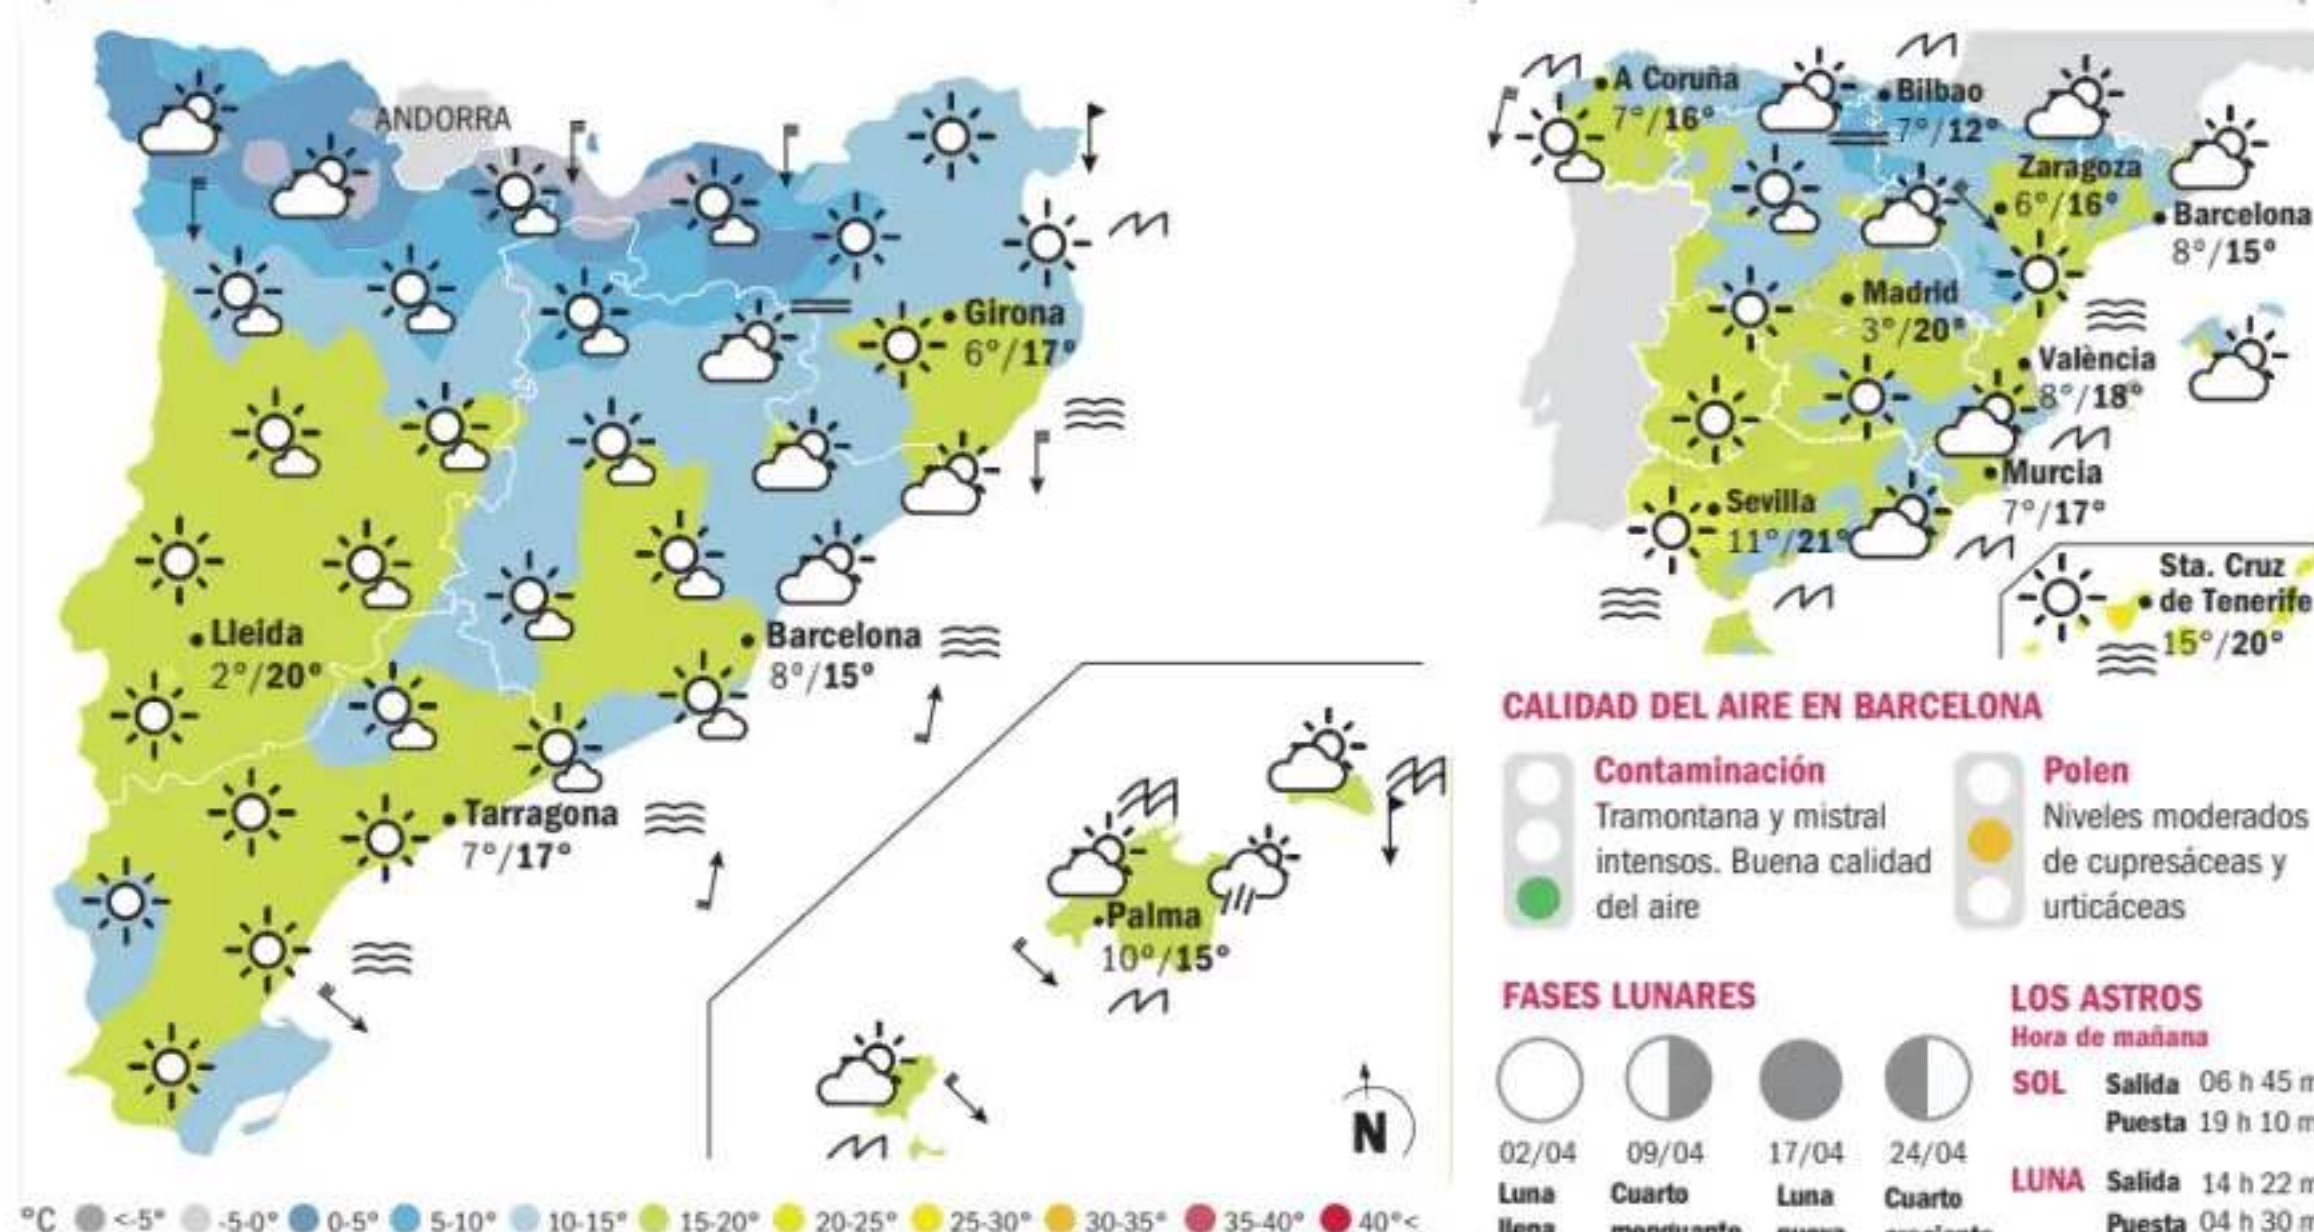 ANDORRA
Girona
6°/17°
Lleida
2°/20°
Barcelona
8°/15°
Tarragona
7°/17°
Palma
10°/15°
N
°C <-5° -5-0° 0-5° 5-10° 10-15° 15-20° 20-25° 25-30° 30-35° 35-40° 40°<
A Coruña
7°/16°
Bilbao
7°/12°
Zaragoza
6°/16°
Barcelona
8°/15°
Madrid
3°/20°
València
8°/18°
Murcia
7°/17°
Sevilla
11°/21°
Sta. Cruz
de Tenerife
15°/20°
CALIDAD DEL AIRE EN BARCELONA
Contaminación
Tramontana y mistral
intensos. Buena calidad
del aire
Polen
Niveles moderados
de cupresáceas y
urticáceas
FASES LUNARES
02/04 09/04 17/04 24/04
Luna Cuarto Luna Cuarto
LOS ASTROS
Hora de mañana
SOL Salida 06 h 45 m
Puesta 19 h 10 m
LUNA Salida 14 h 22 m
Puesta 04 h 30 m